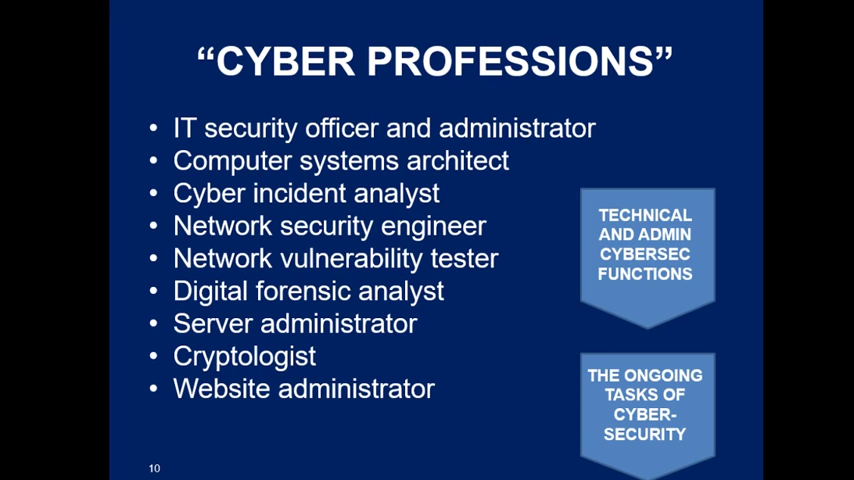 “CYBER PROFESSIONS”
• IT security officer and administrator
• Computer systems architect
• Cyber incident analyst
• Network security engineer
• Network vulnerability tester
• Digital forensic analyst
• Server administrator
• Cryptologist
• Website administrator
TECHNICAL
AND ADMIN
CYBERSEC
FUNCTIONS
THE ONGOING
TASKS OF
CYBER-
SECURITY
10